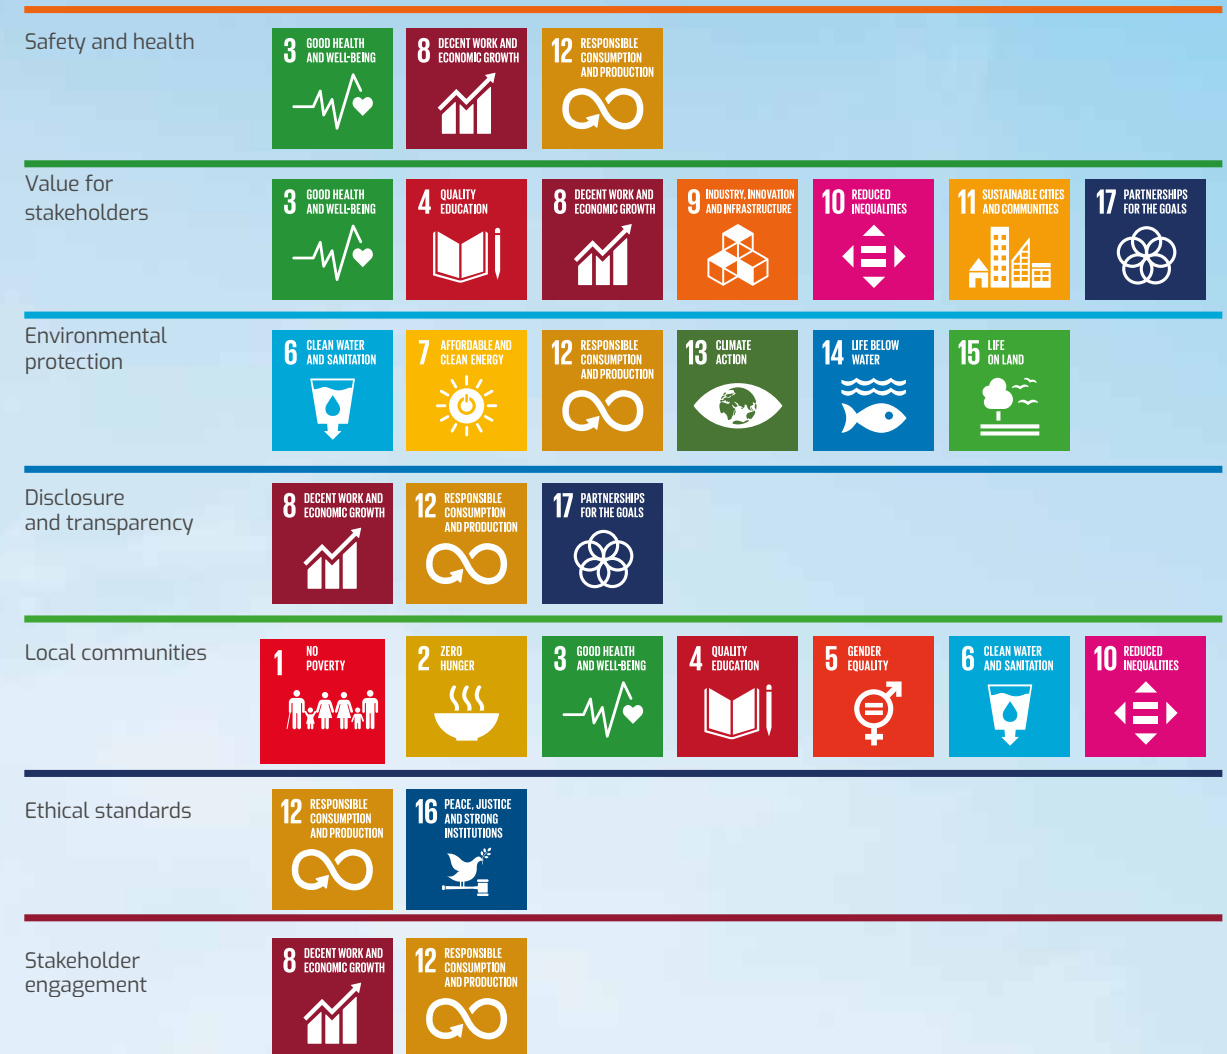 Safety and health
3 GOOD HEALTH
AND WELL-BEING
8 DECENT WORK AND
ECONOMIC GROWTH
12 RESPONSIBLE
CONSUMPTION
AND PRODUCTION
Value for
stakeholders
3 GOOD HEALTH
AND WELL-BEING
4 QUALITY
EDUCATION
8 DECENT WORK AND
ECONOMIC GROWTH
9 INDUSTRY, INNOVATION
AND INFRASTRUCTURE
10 REDUCED
INEQUALITIES
11 SUSTAINABLE CITIES
AND COMMUNITIES
17 PARTNERSHIPS
FOR THE GOALS
Environmental
protection
6 CLEAN WATER
AND SANITATION
7 AFFORDABLE AND
CLEAN ENERGY
12 RESPONSIBLE
CONSUMPTION
AND PRODUCTION
13 CLIMATE
ACTION
14 LIFE BELOW
WATER
15 LIFE
ON LAND
Disclosure
and transparency
8 DECENT WORK AND
ECONOMIC GROWTH
12 RESPONSIBLE
CONSUMPTION
AND PRODUCTION
17 PARTNERSHIPS
FOR THE GOALS
Local communities
1 NO
POVERTY
2 ZERO
HUNGER
3 GOOD HEALTH
AND WELL-BEING
4 QUALITY
EDUCATION
5 GENDER
EQUALITY
6 CLEAN WATER
AND SANITATION
10 REDUCED
INEQUALITIES
Ethical standards
12 RESPONSIBLE
CONSUMPTION
AND PRODUCTION
16 PEACE, JUSTICE
AND STRONG
INSTITUTIONS
Stakeholder
engagement
8 DECENT WORK AND
ECONOMIC GROWTH
12 RESPONSIBLE
CONSUMPTION
AND PRODUCTION